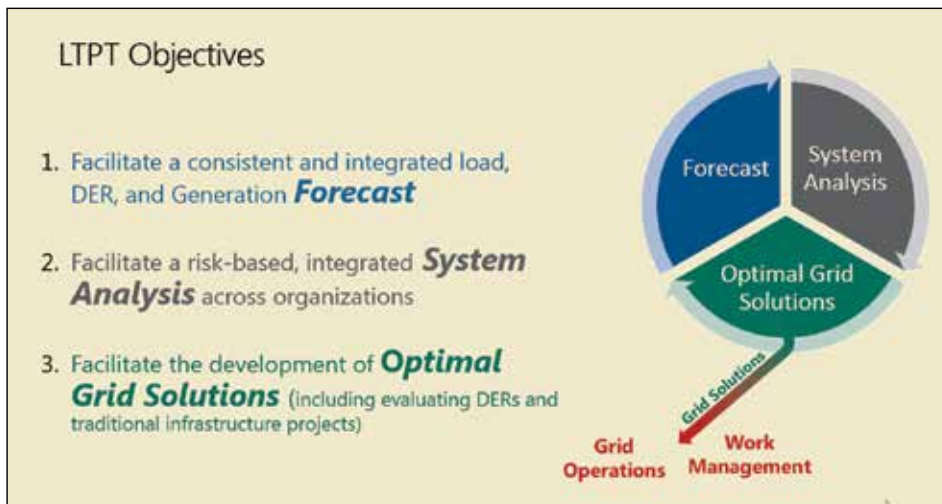 LTPT Objectives
1. Facilitate a consistent and integrated load,
DER, and Generation Forecast
2. Facilitate a risk-based, integrated System
Analysis across organizations
3. Facilitate the development of Optimal
Grid Solutions (including evaluating DERs and
traditional infrastructure projects)
Forecast
System
Analysis
Optimal Grid
Solutions
Grid Solutions
Grid
Operations
Work
Management